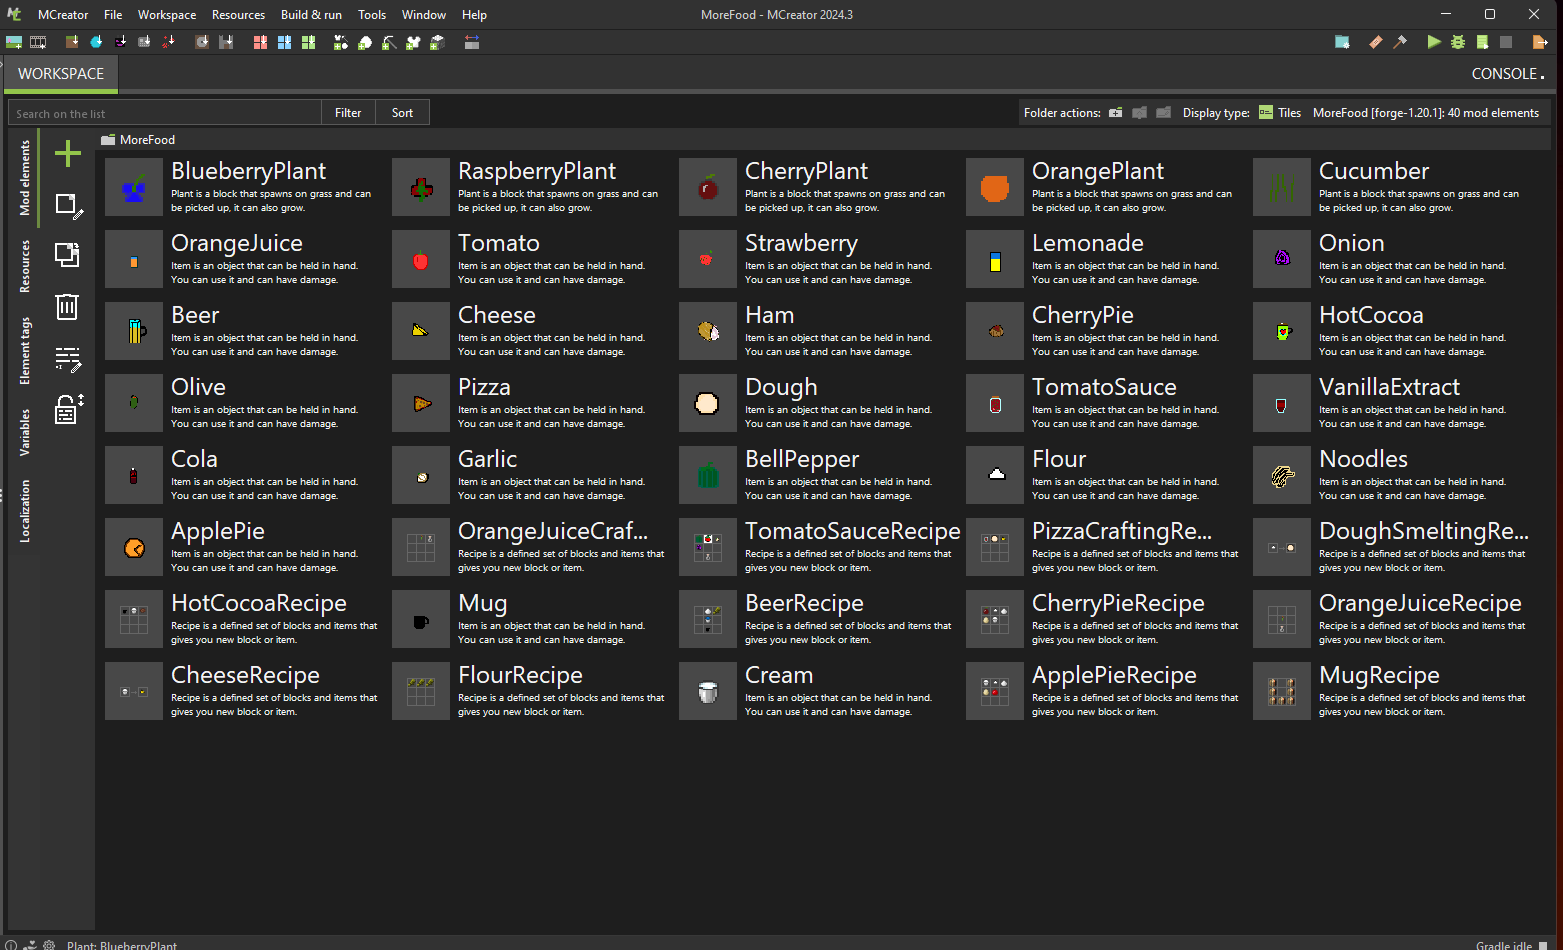 MCreator File Workspace Resources Build & run Tools Window Help MoreFood - MCreator 2024.3
WORKSPACE CONSOLE
Search on the list Filter Sort Folder actions: Display type: Tiles MoreFood [forge-1.20.1]: 40 mod elements
Mod elements
Resources
Element tags
Variables
Localization
MoreFood
BlueberryPlant RaspberryPlant CherryPlant OrangePlant Cucumber
Plant is a block that spawns on grass and can Plant is a block that spawns on grass and can Plant is a block that spawns on grass and can Plant is a block that spawns on grass and can Plant is a block that spawns on grass and can
be picked up, it can also grow. be picked up, it can also grow. be picked up, it can also grow. be picked up, it can also grow. be picked up, it can also grow.
OrangeJuice Tomato Strawberry Lemonade Onion
Item is an object that can be held in hand. Item is an object that can be held in hand. Item is an object that can be held in hand. Item is an object that can be held in hand. Item is an object that can be held in hand.
You can use it and can have damage. You can use it and can have damage. You can use it and can have damage. You can use it and can have damage. You can use it and can have damage.
Beer Cheese Ham CherryPie HotCocoa
Item is an object that can be held in hand. Item is an object that can be held in hand. Item is an object that can be held in hand. Item is an object that can be held in hand. Item is an object that can be held in hand.
You can use it and can have damage. You can use it and can have damage. You can use it and can have damage. You can use it and can have damage. You can use it and can have damage.
Olive Pizza Dough TomatoSauce VanillaExtract
Item is an object that can be held in hand. Item is an object that can be held in hand. Item is an object that can be held in hand. Item is an object that can be held in hand. Item is an object that can be held in hand.
You can use it and can have damage. You can use it and can have damage. You can use it and can have damage. You can use it and can have damage. You can use it and can have damage.
Cola Garlic BellPepper Flour Noodles
Item is an object that can be held in hand. Item is an object that can be held in hand. Item is an object that can be held in hand. Item is an object that can be held in hand. Item is an object that can be held in hand.
You can use it and can have damage. You can use it and can have damage. You can use it and can have damage. You can use it and can have damage. You can use it and can have damage.
ApplePie OrangeJuiceCraf... TomatoSauceRecipe PizzaCraftingRe... DoughSmeltingRe...
Item is an object that can be held in hand. Recipe is a defined set of blocks and items that Recipe is a defined set of blocks and items that Recipe is a defined set of blocks and items that Recipe is a defined set of blocks and items that
You can use it and can have damage. gives you new block or item. gives you new block or item. gives you new block or item. gives you new block or item.
HotCocoaRecipe Mug BeerRecipe CherryPieRecipe OrangeJuiceRecipe
Recipe is a defined set of blocks and items that Item is an object that can be held in hand. Recipe is a defined set of blocks and items that Recipe is a defined set of blocks and items that Recipe is a defined set of blocks and items that
gives you new block or item. You can use it and can have damage. gives you new block or item. gives you new block or item. gives you new block or item.
CheeseRecipe FlourRecipe Cream ApplePieRecipe MugRecipe
Recipe is a defined set of blocks and items that Recipe is a defined set of blocks and items that Item is an object that can be held in hand. Recipe is a defined set of blocks and items that Recipe is a defined set of blocks and items that
gives you new block or item. gives you new block or item. You can use it and can have damage. gives you new block or item. gives you new block or item.
Plant: BlueberryPlant Gradle idle